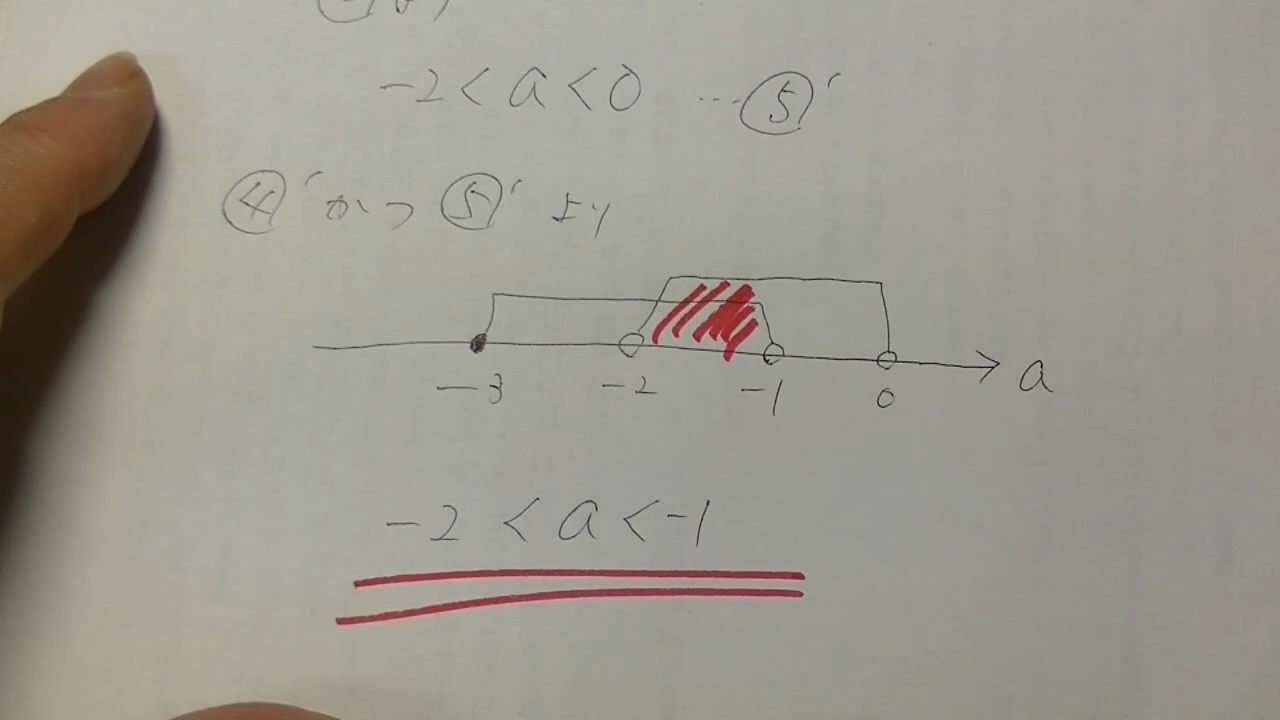 -2 < a < 0 …⑤′
④′かつ⑤′より
-3 -2 -1 0 a
-2 < a < -1